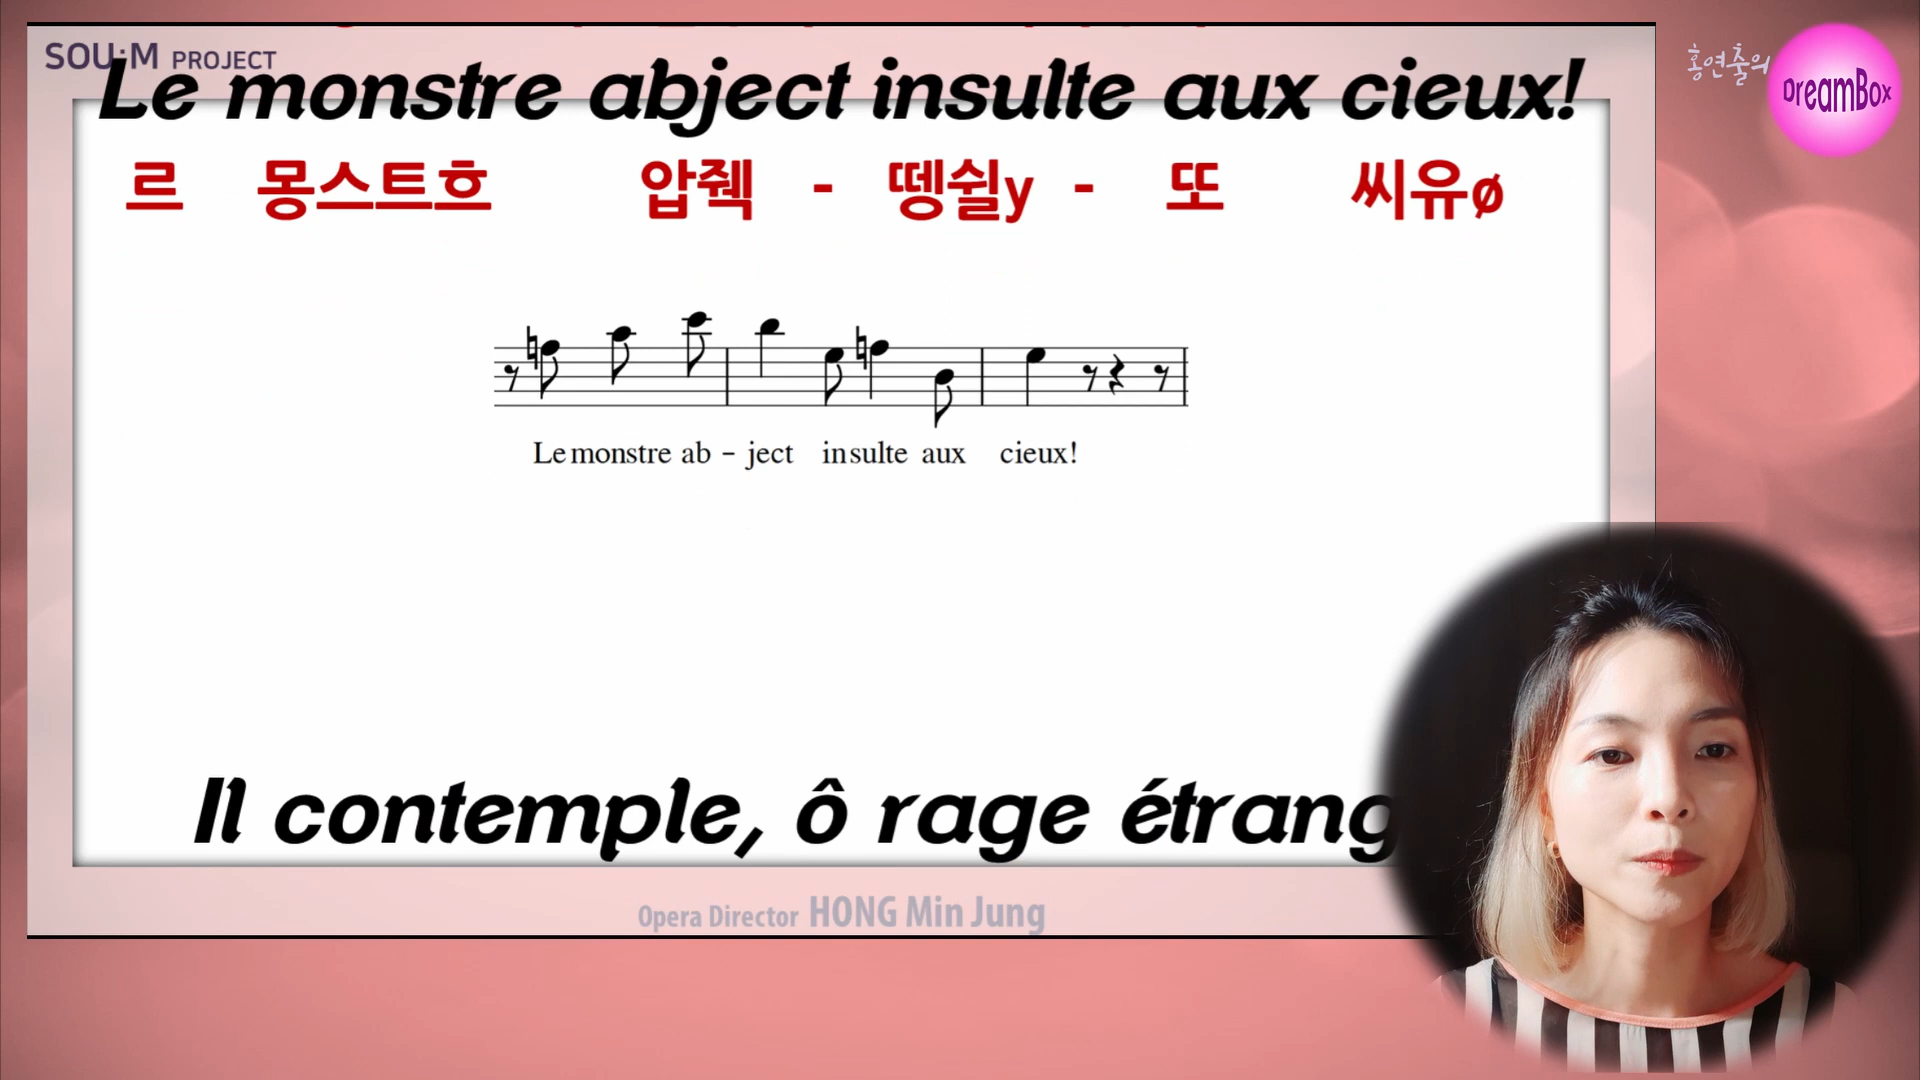 SOU:M PROJECT
홍연출의
DreamBox
Le monstre abject insulte aux cieux!
르 몽스트흐 압줵 - 뗑쉴y - 또 씨유ø
Le monstre ab - ject insulte aux cieux!
Il contemple, ô rage étrang
Opera Director HONG Min Jung